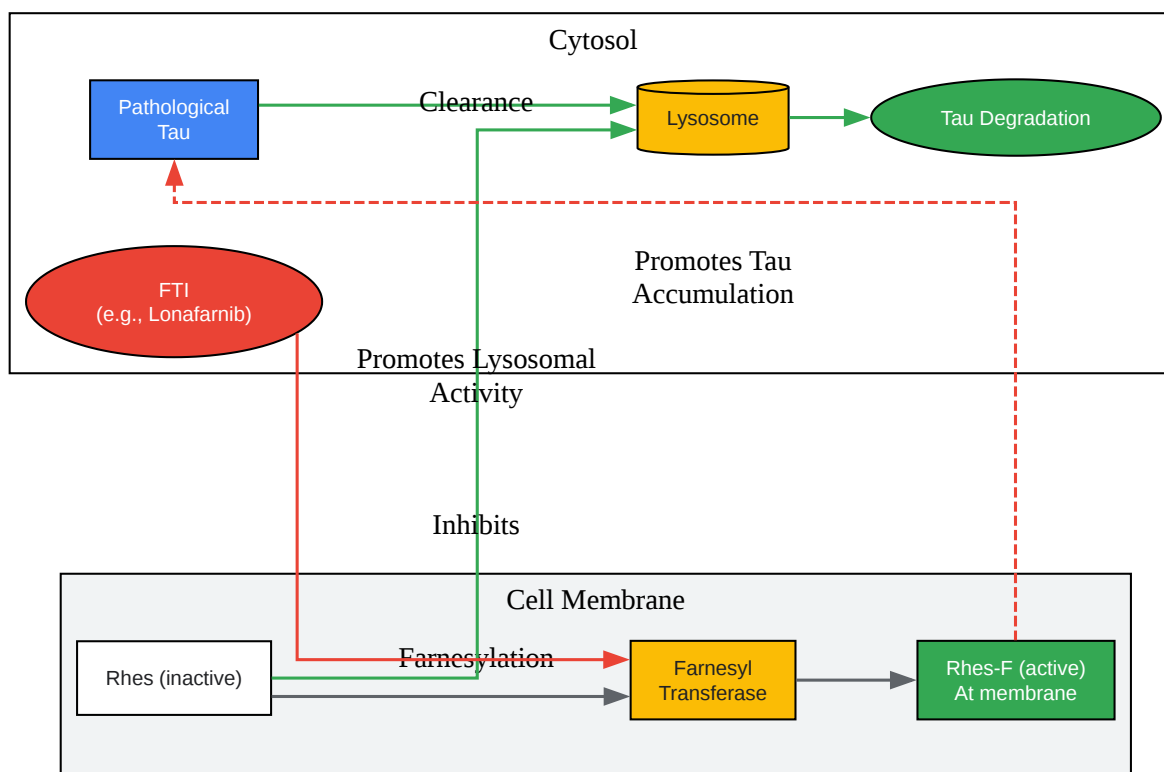 Cytosol
Pathological
Tau
Clearance
Lysosome
Tau Degradation
Promotes Tau
Accumulation
FTI
(e.g., Lonafarnib)
Promotes Lysosomal
Activity
Inhibits
Cell Membrane
Rhes (inactive)
Farnesylation
Farnesyl
Transferase
Rhes-F (active)
At membrane